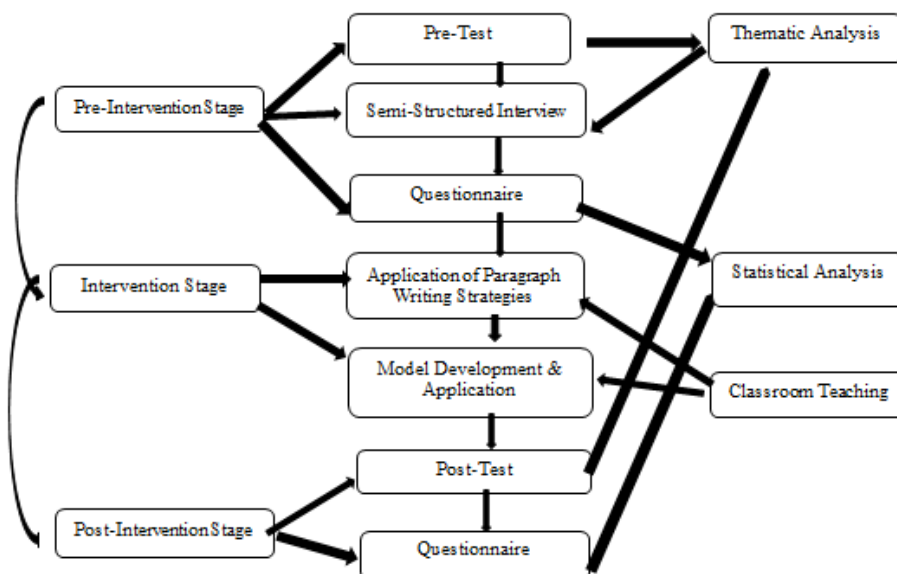 Pre-Test
Thematic Analysis
Pre-Intervention Stage
Semi-Structured Interview
Questionnaire
Intervention Stage
Application of Paragraph
Writing Strategies
Statistical Analysis
Model Development &
Application
Classroom Teaching
Post-Test
Post-Intervention Stage
Questionnaire